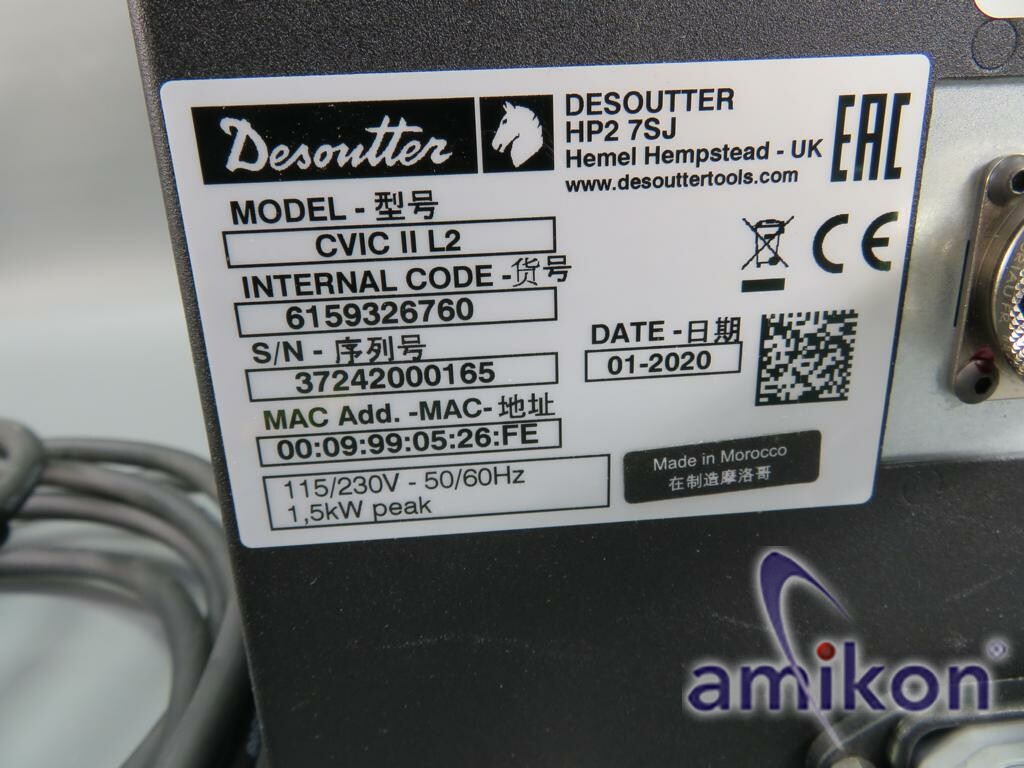 Desoutter
DESOUTTER
HP2 7SJ
Hemel Hempstead - UK
www.desouttertools.com
EAC
MODEL - 型号
CVIC II L2
CE
INTERNAL CODE - 货号
6159326760
S/N - 序列号
37242000165
DATE - 日期
01-2020
MAC Add. -MAC- 地址
00:09:99:05:26:FE
115/230V - 50/60Hz
1,5kW peak
Made in Morocco
在制造摩洛哥
amikon®